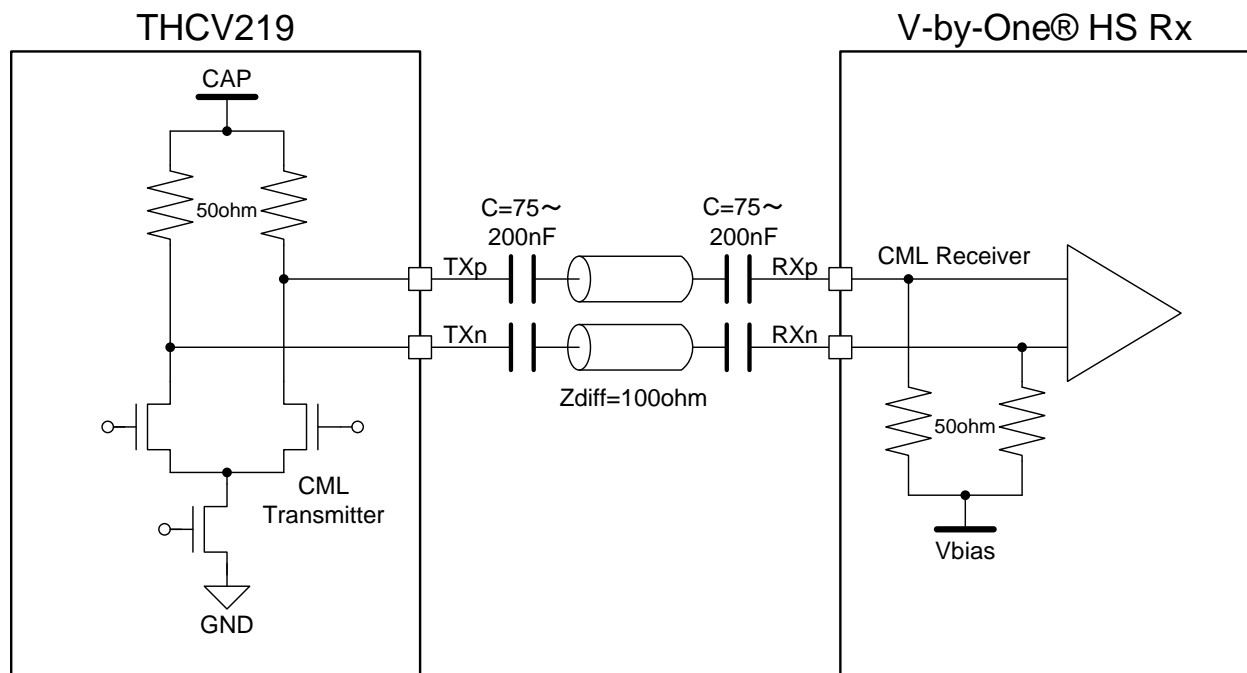 THCV219
V-by-One® HS Rx
CAP
50ohm
C=75～
200nF
C=75～
200nF
TXp
RXp
CML Receiver
TXn
RXn
Zdiff=100ohm
50ohm
CML
Transmitter
Vbias
GND